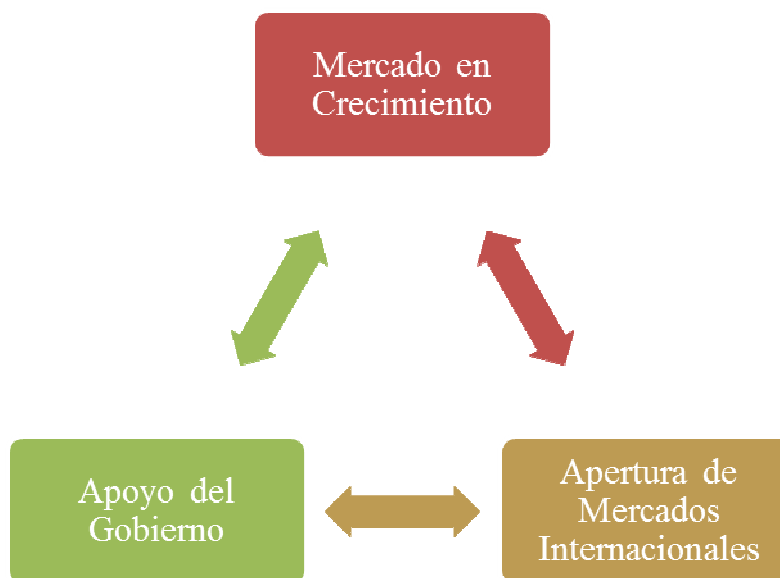 Mercado en
Crecimiento
Apoyo del
Gobierno
Apertura de
Mercados
Internacionales